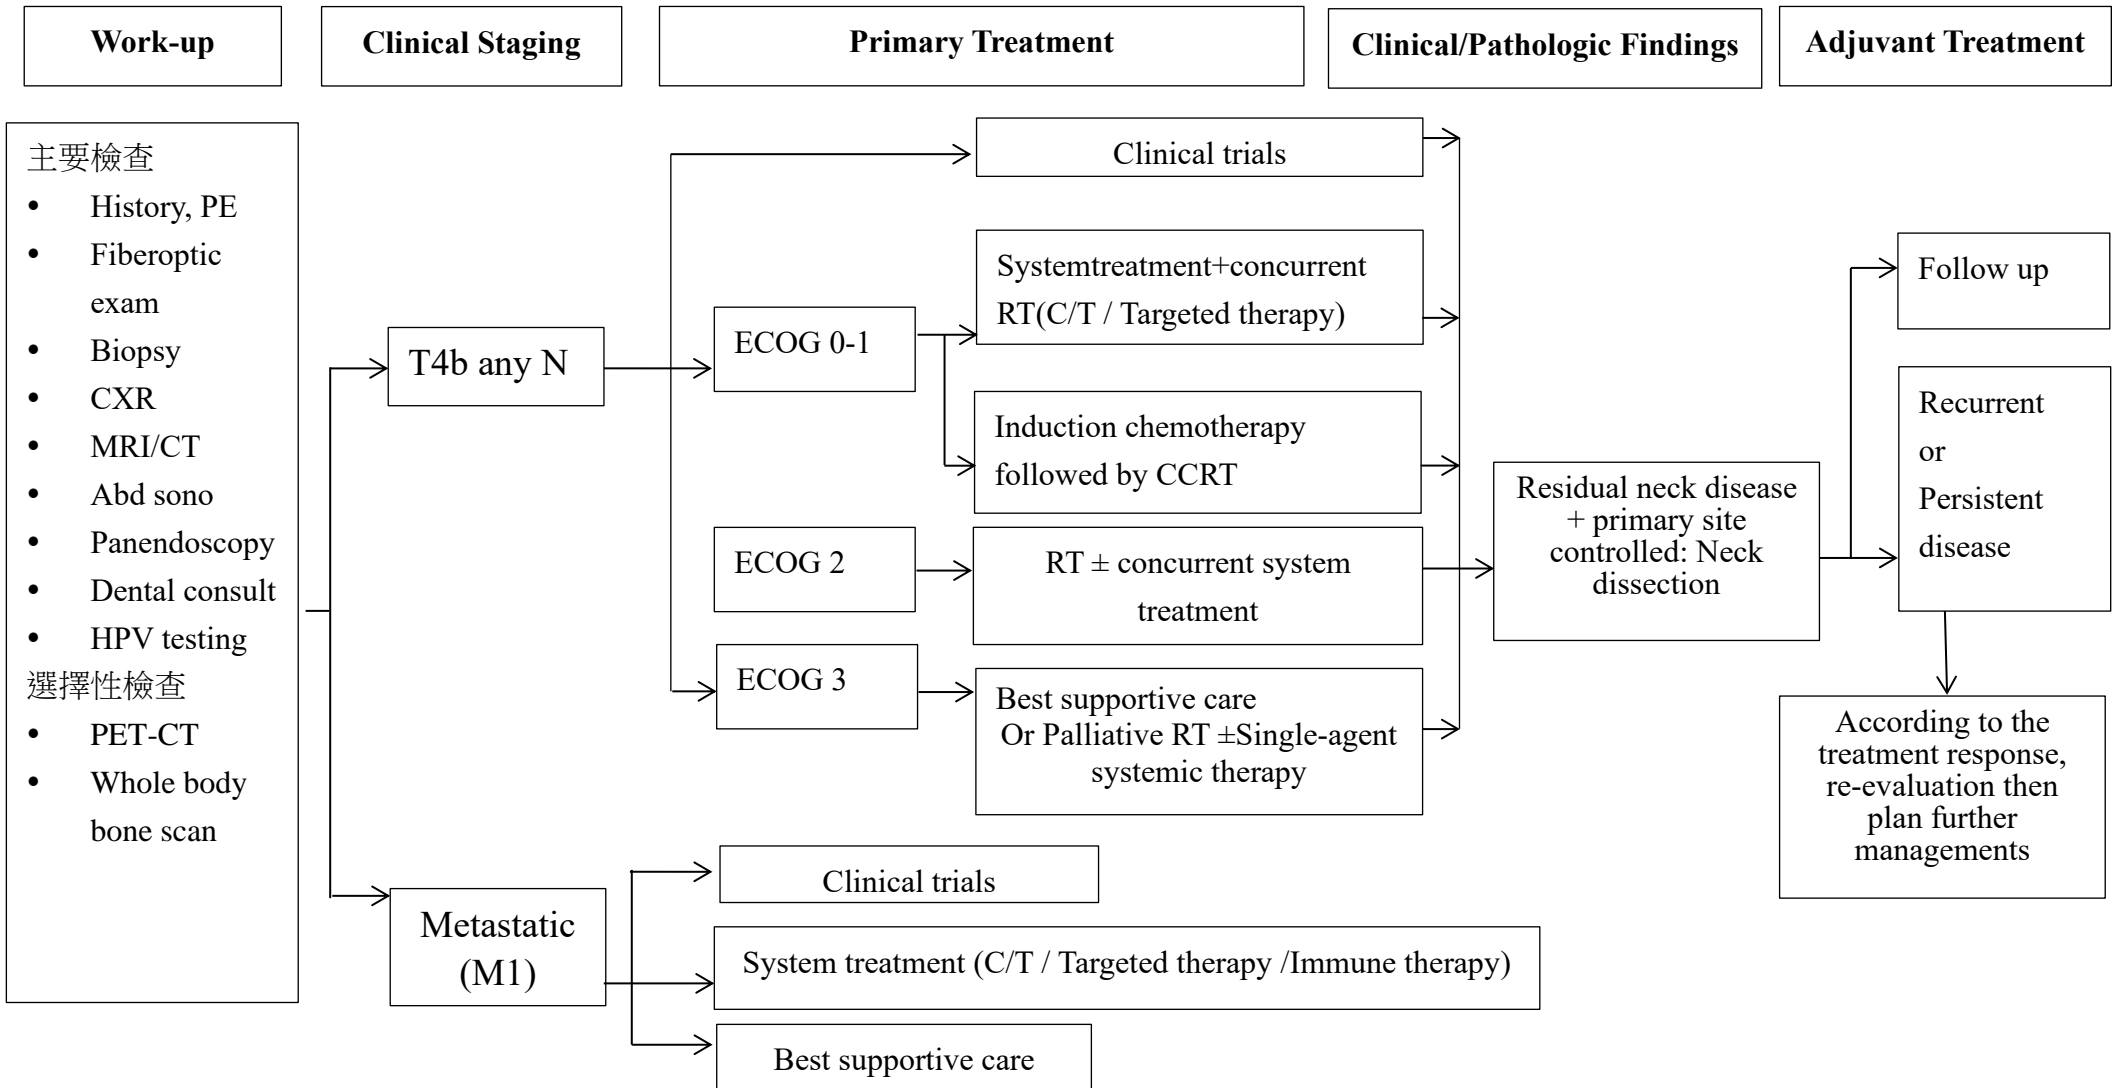 Work-up
Clinical Staging
Primary Treatment
Clinical/Pathologic Findings
Adjuvant Treatment
主要檢查
• History, PE
• Fiberoptic
exam
• Biopsy
• CXR
• MRI/CT
• Abd sono
• Panendoscopy
• Dental consult
• HPV testing
選擇性檢查
• PET-CT
• Whole body
bone scan
T4b any N
Metastatic
(M1)
Clinical trials
ECOG 0-1
Systemtreatment+concurrent
RT(C/T / Targeted therapy)
Induction chemotherapy
followed by CCRT
ECOG 2
RT ± concurrent system
treatment
ECOG 3
Best supportive care
Or Palliative RT ±Single-agent
systemic therapy
Clinical trials
System treatment (C/T / Targeted therapy /Immune therapy)
Best supportive care
Residual neck disease
+ primary site
controlled: Neck
dissection
Follow up
Recurrent
or
Persistent
disease
According to the
treatment response,
re-evaluation then
plan further
managements